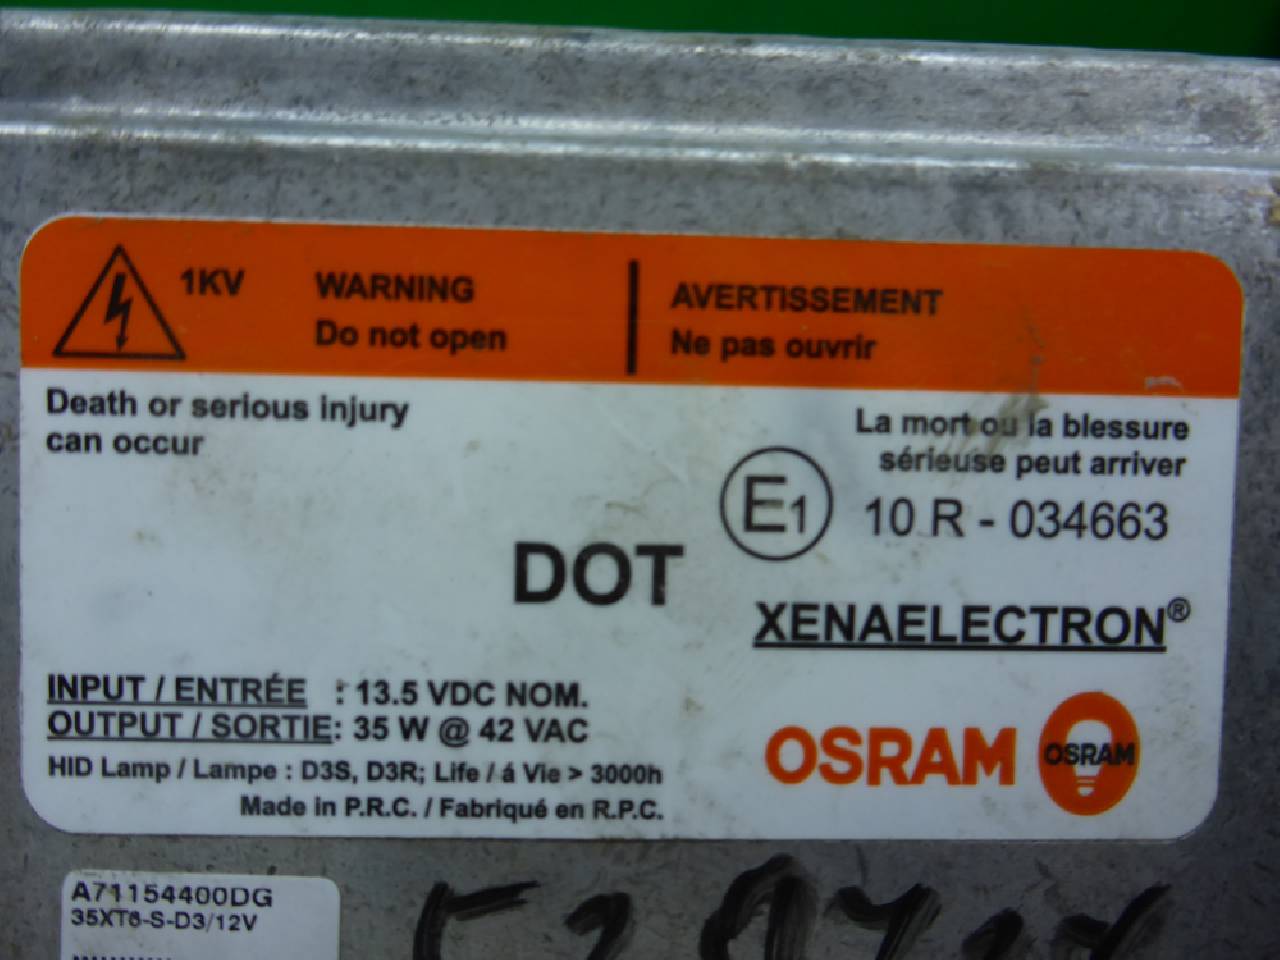 1KV
WARNING
Do not open
AVERTISSEMENT
Ne pas ouvrir
Death or serious injury
can occur
La mort ou la blessure
sérieuse peut arriver
E1
10 R - 034663
DOT
XENAELECTRON®
INPUT / ENTRÉE : 13.5 VDC NOM.
OUTPUT / SORTIE: 35 W @ 42 VAC
HID Lamp / Lampe : D3S, D3R; Life / á Vie > 3000h
Made in P.R.C. / Fabriqué en R.P.C.
OSRAM
OSRAM
A71154400DG
35XT6-S-D3/12V